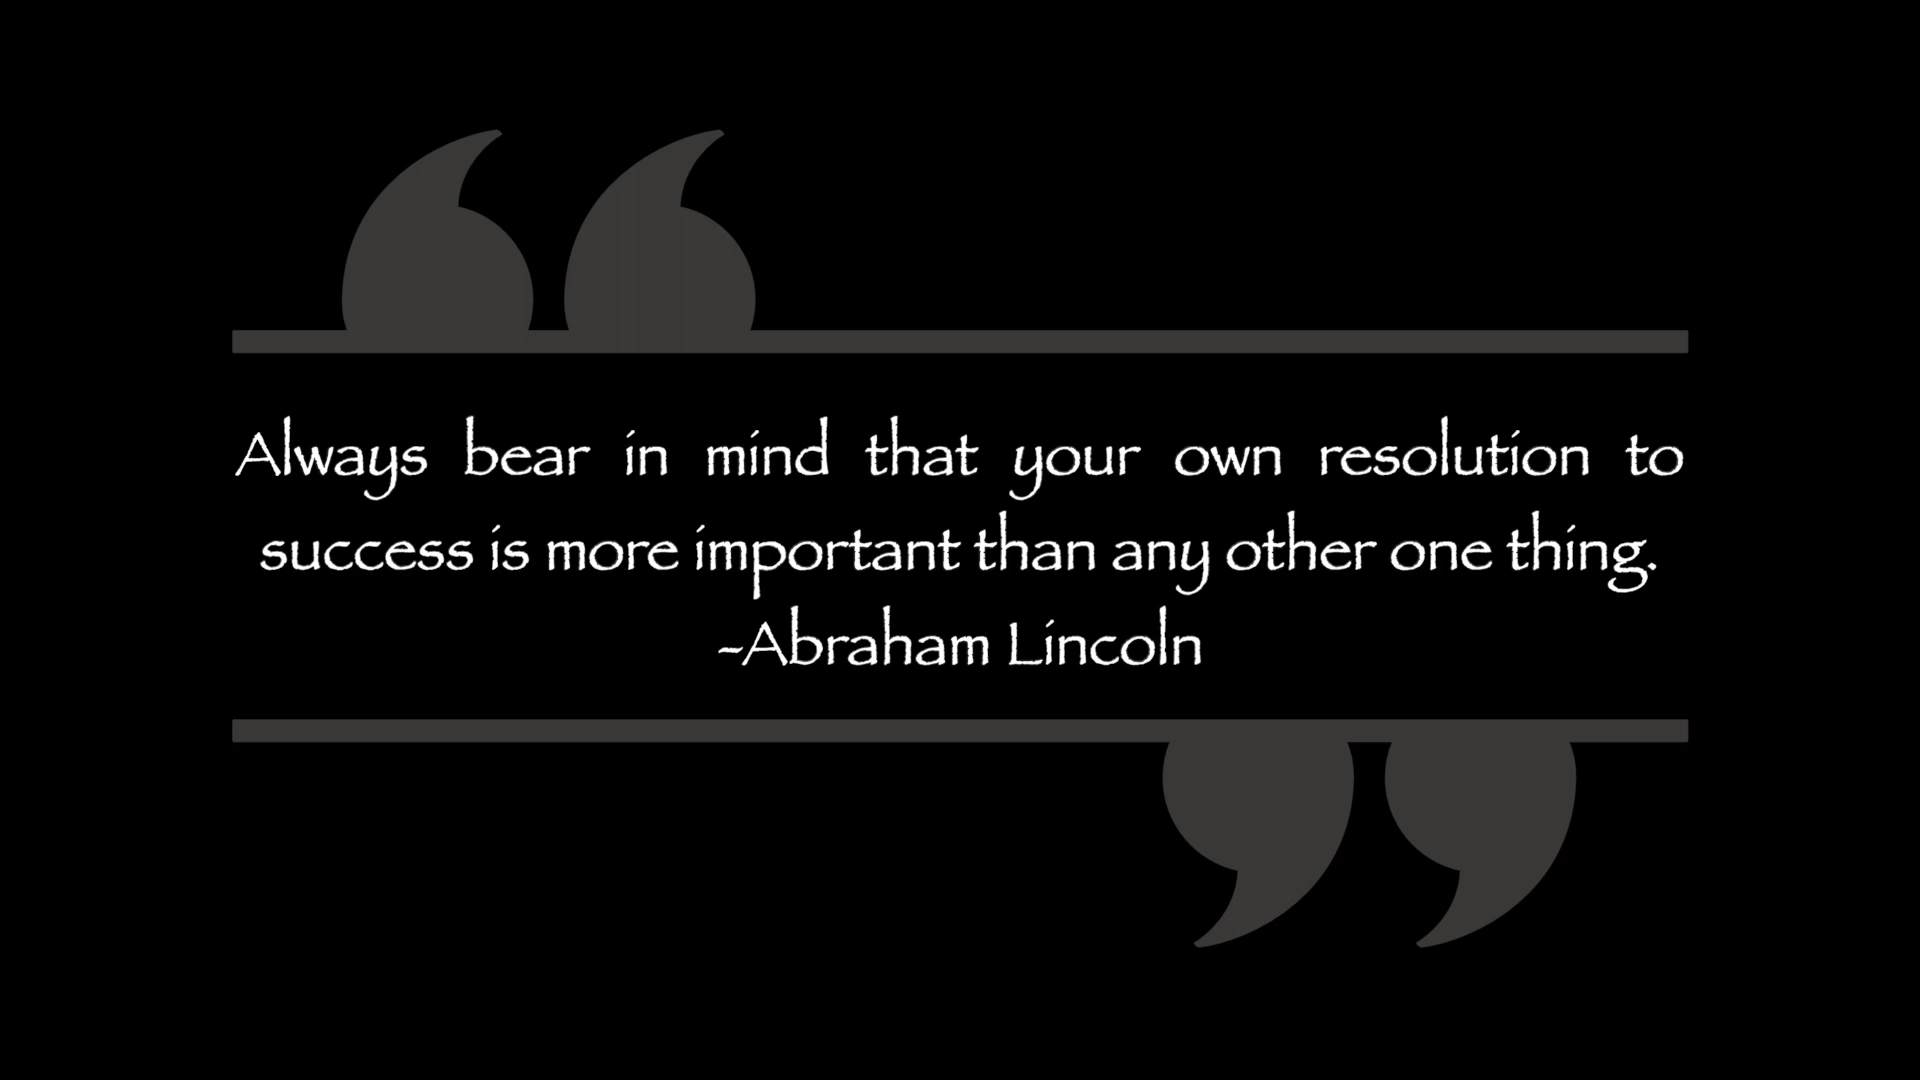 Always bear in mind that your own resolution to
success is more important than any other one thing.
~Abraham Lincoln